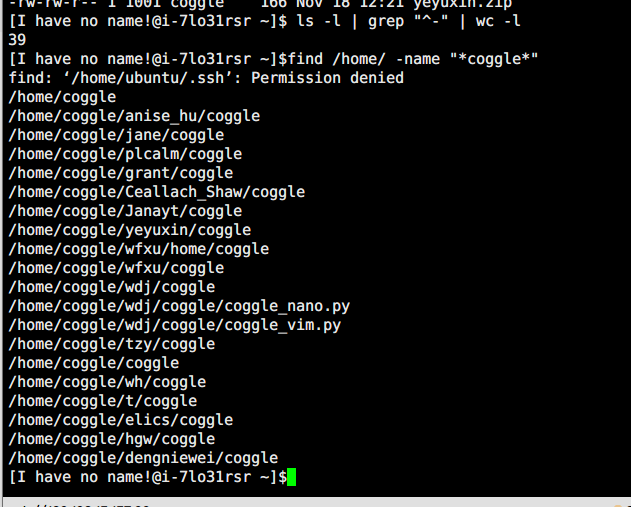 -rw-rw-r-- 1 1001 coggle 166 Nov 18 12:21 yeyuxin.zip
[I have no name!@i-7lo31rsr ~]$ ls -l | grep "^-" | wc -l
39
[I have no name!@i-7lo31rsr ~]$find /home/ -name "*coggle*"
find: ‘/home/ubuntu/.ssh’: Permission denied
/home/coggle
/home/coggle/anise_hu/coggle
/home/coggle/jane/coggle
/home/coggle/plcalm/coggle
/home/coggle/grant/coggle
/home/coggle/Ceallach_Shaw/coggle
/home/coggle/Janayt/coggle
/home/coggle/yeyuxin/coggle
/home/coggle/wfxu/home/coggle
/home/coggle/wfxu/coggle
/home/coggle/wdj/coggle
/home/coggle/wdj/coggle/coggle_nano.py
/home/coggle/wdj/coggle/coggle_vim.py
/home/coggle/tzy/coggle
/home/coggle/coggle
/home/coggle/wh/coggle
/home/coggle/t/coggle
/home/coggle/elics/coggle
/home/coggle/hgw/coggle
/home/coggle/dengniewei/coggle
[I have no name!@i-7lo31rsr ~]$